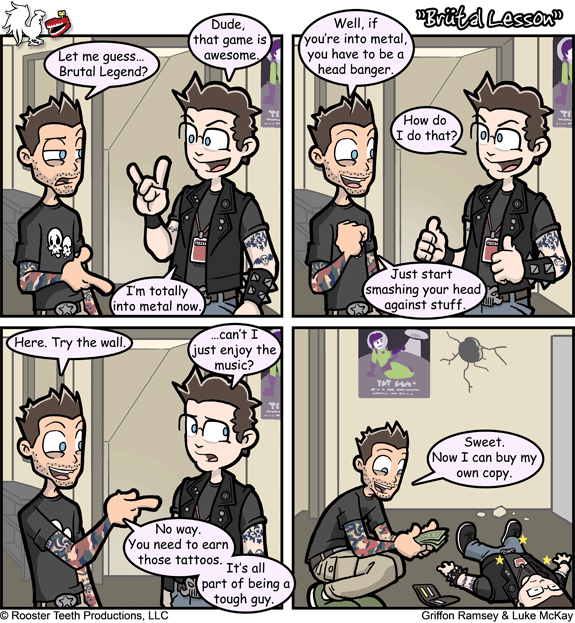 "Brütal Lesson"
Let me guess...
Brutal Legend?
Dude,
that game is
awesome.
I'm totally
into metal now.
Well, if
you're into metal,
you have to be a
head banger.
How do
I do that?
Just start
smashing your head
against stuff.
Here. Try the wall.
...can't I
just enjoy the
music?
No way.
You need to earn
those tattoos.
It's all
part of being a
tough guy.
Sweet.
Now I can buy my
own copy.
© Rooster Teeth Productions, LLC
Griffon Ramsey & Luke McKay